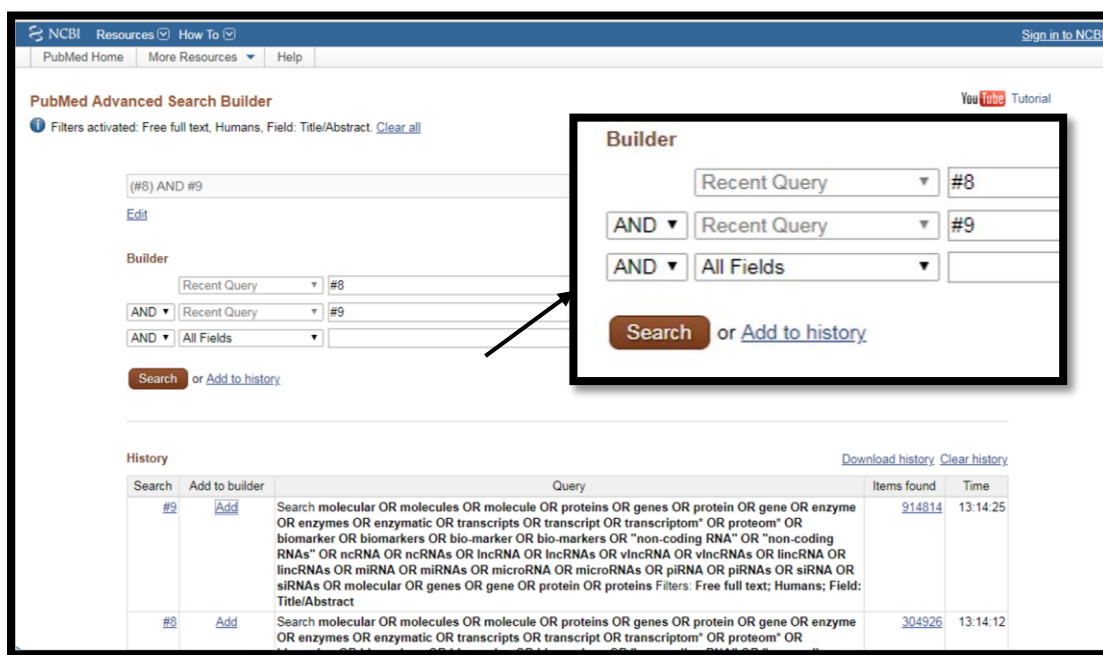 NCBI Resources How To Sign in to NCBI
PubMed Home More Resources Help
PubMed Advanced Search Builder
YouTube Tutorial
Filters activated: Free full text, Humans, Field: Title/Abstract. Clear all
(#8) AND #9
Edit
Builder
Recent Query #8
AND Recent Query #9
AND All Fields
Search or Add to history
Builder
Recent Query #8
AND Recent Query #9
AND All Fields
Search or Add to history
History
Download history Clear history
Search Add to builder Query Items found Time
#9 Add Search molecular OR molecules OR molecule OR proteins OR genes OR protein OR gene OR enzyme 914814 13:14:25
OR enzymes OR enzymatic OR transcripts OR transcript OR transcriptom* OR proteom* OR
biomarker OR biomarkers OR bio-marker OR bio-markers OR "non-coding RNA" OR "non-coding
RNAs" OR ncRNA OR ncRNAs OR lncRNA OR lncRNAs OR vlncRNA OR vlncRNAs OR lincRNA OR
lincRNAs OR miRNA OR miRNAs OR microRNA OR microRNAs OR piRNA OR piRNAs OR siRNA OR
siRNAs OR molecular OR genes OR gene OR protein OR proteins Filters: Free full text; Humans; Field:
Title/Abstract
#8 Add Search molecular OR molecules OR molecule OR proteins OR genes OR protein OR gene OR enzyme 304926 13:14:12
OR enzymes OR enzymatic OR transcripts OR transcript OR transcriptom* OR proteom* OR